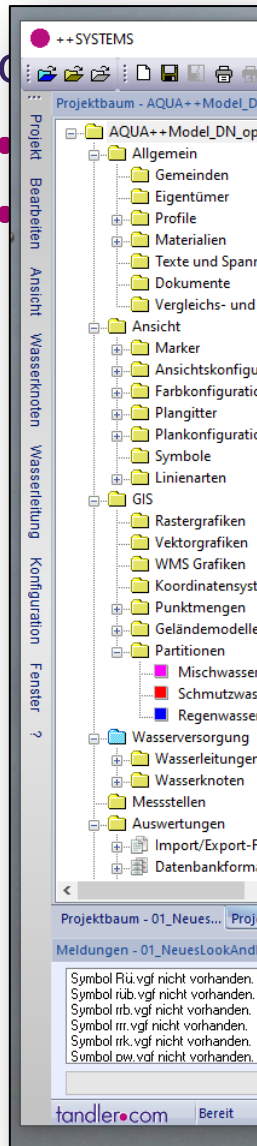 ++SYSTEMS
Projekt Bearbeiten Ansicht Wasserknoten Wasserleitung Konfiguration Fenster ?
Projektbaum - AQUA++Model_D
AQUA++Model_DN_op
Allgemein
Gemeinden
Eigentümer
Profile
Materialien
Texte und Spann
Dokumente
Vergleichs- und
Ansicht
Marker
Ansichtskonfigu
Farbkonfiguratio
Plangitter
Plankonfiguratio
Symbole
Linienarten
GIS
Rastergrafiken
Vektorgrafiken
WMS Grafiken
Koordinatensyst
Punktmengen
Geländemodelle
Partitionen
Mischwasser
Schmutzwas
Regenwasser
Wasserversorgung
Wasserleitunger
Wasserknoten
Messstellen
Auswertungen
Import/Export-F
Datenbankforma
Projektbaum - 01_Neues... Proj
Meldungen - 01_NeuesLookAnd
Symbol Rü.vgf nicht vorhanden.
Symbol rüb.vgf nicht vorhanden.
Symbol rrb.vgf nicht vorhanden.
Symbol rrr.vgf nicht vorhanden.
Symbol rrk.vgf nicht vorhanden.
Symbol pw.vgf nicht vorhanden.
tandler.com Bereit